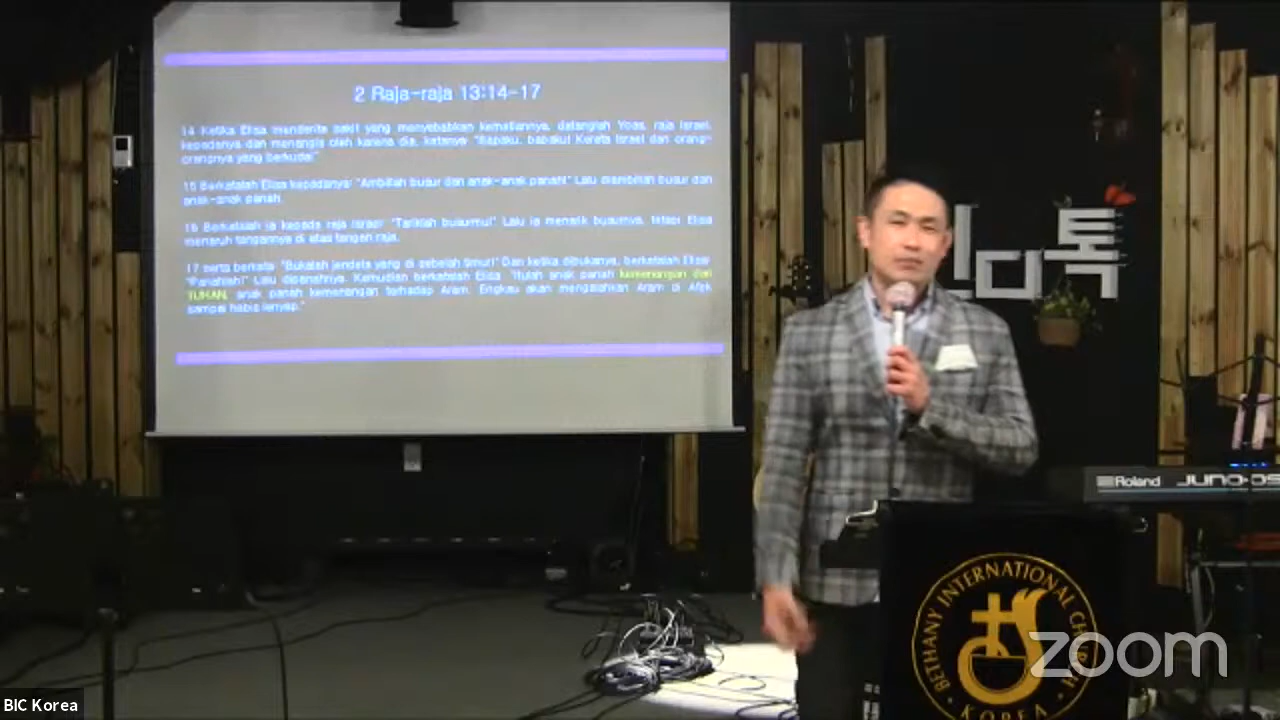 2 Raja-raja 13:14-17
14 Ketika Elisa menderita sakit yang menyebabkan kematiannya, datanglah Yoas, raja Israel,
kepadanya dan menangis oleh karena dia, katanya: "Bapaku, bapaku! Kereta Israel dan orang-
orangnya yang berkuda!"
15 Berkatalah Elisa kepadanya: "Ambillah busur dan anak-anak panah!" Lalu diambillah busur dan
anak-anak panah.
16 Berkatalah ia kepada raja Israel: "Tariklah busurmu!" Lalu ia menarik busurnya, tetapi Elisa
menaruh tangannya di atas tangan raja,
17 serta berkata: "Bukalah jendela yang di sebelah timur!" Dan ketika dibukanya, berkatalah Elisa:
"Panahlah!" Lalu dipanahnya. Kemudian berkatalah Elisa: "Itulah anak panah kemenangan dari
TUHAN, anak panah kemenangan terhadap Aram. Engkau akan mengalahkan Aram di Afek
sampai habis lenyap."
디톡
Roland JUNO-DS
BETHANY INTERNATIONAL CHURCH
KOREA
zoom
BIC Korea